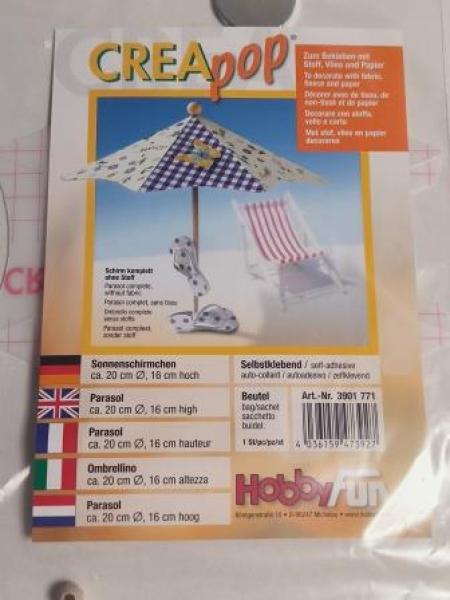 CREApop®
Zum Bekleben mit
Stoff, Vlies und Papier
To decorate with fabric,
fleece and paper
Décorer avec de tissu, de
non-tissé et de papier
Decorare con stoffa,
vello e carta
Met stof, vlies en papier
decoreren
Schirm komplett
ohne Stoff
Parasol complete,
without fabric
Parasol complet, sans tissu
Ombrello completo
senza stoffa
Parasol compleet,
zonder stof
Sonnenschirmchen
ca. 20 cm Ø, 16 cm hoch
Parasol
ca. 20 cm Ø, 16 cm high
Parasol
ca. 20 cm Ø, 16 cm hauteur
Ombrellino
ca. 20 cm Ø, 16 cm altezza
Parasol
ca. 20 cm Ø, 16 cm hoog
Selbstklebend / self-adhesive
auto-collant / autoadesivo / zelfklevend
Beutel
bag/sachet
sacchetto
buidel
1 St/pc/pz/st
Art.-Nr. 3901 771
4 036159 473927
HobbyFun